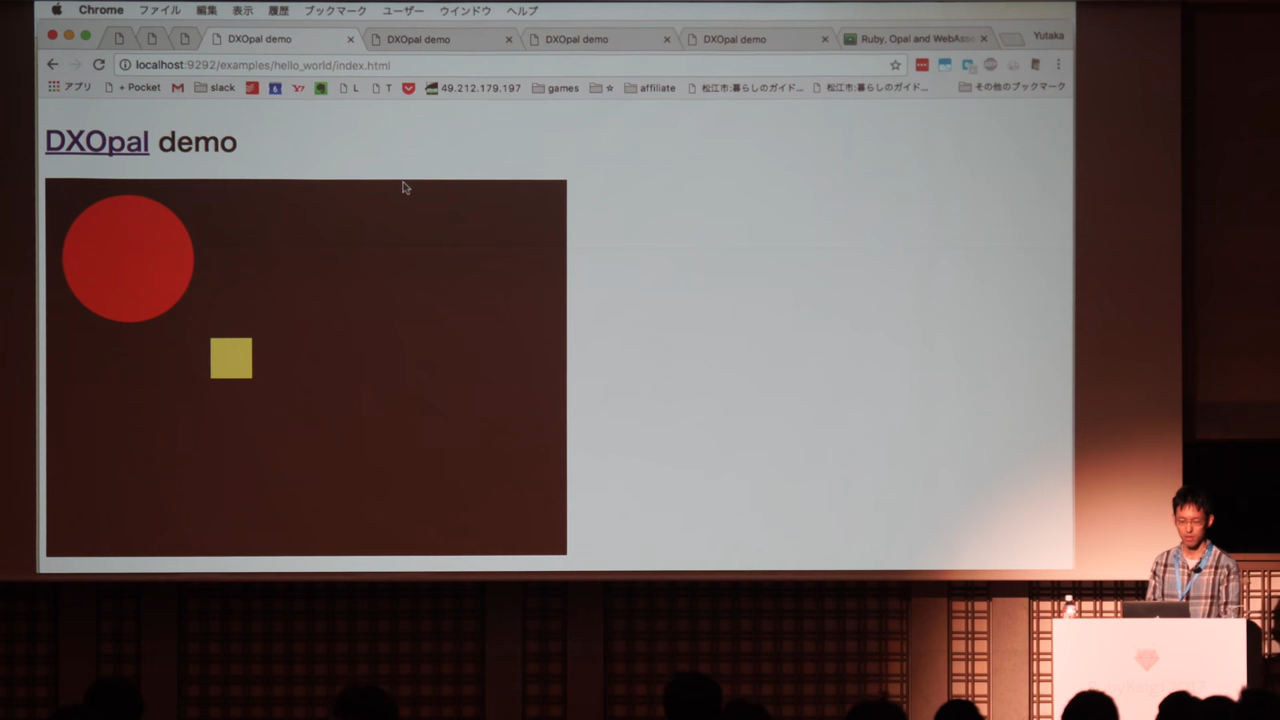 Chrome ファイル 編集 表示 履歴 ブックマーク ユーザー ウインドウ ヘルプ
DXOpal demo DXOpal demo DXOpal demo DXOpal demo Ruby, Opal and WebAsse Yutaka
localhost:9292/examples/hello_world/index.html
アプリ + Pocket slack Y! L T 49.212.179.197 games ☆ affiliate 松江市:暮らしのガイド... 松江市:暮らしのガイド... その他のブックマーク
DXOpal demo